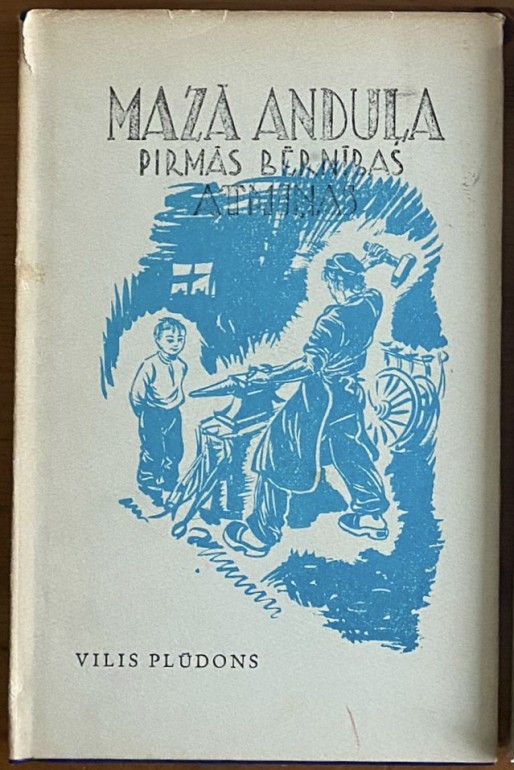 MAZĀ ANDUĻA
PIRMĀS BĒRNĪBAS
ATMIŅAS
VILIS PLŪDONS